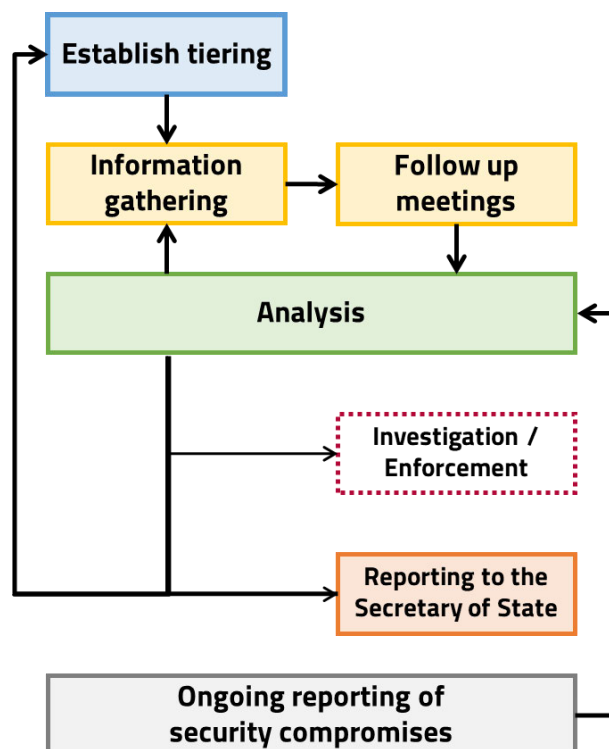 Establish tiering
Information
gathering
Follow up
meetings
Analysis
Investigation /
Enforcement
Reporting to the
Secretary of State
Ongoing reporting of
security compromises